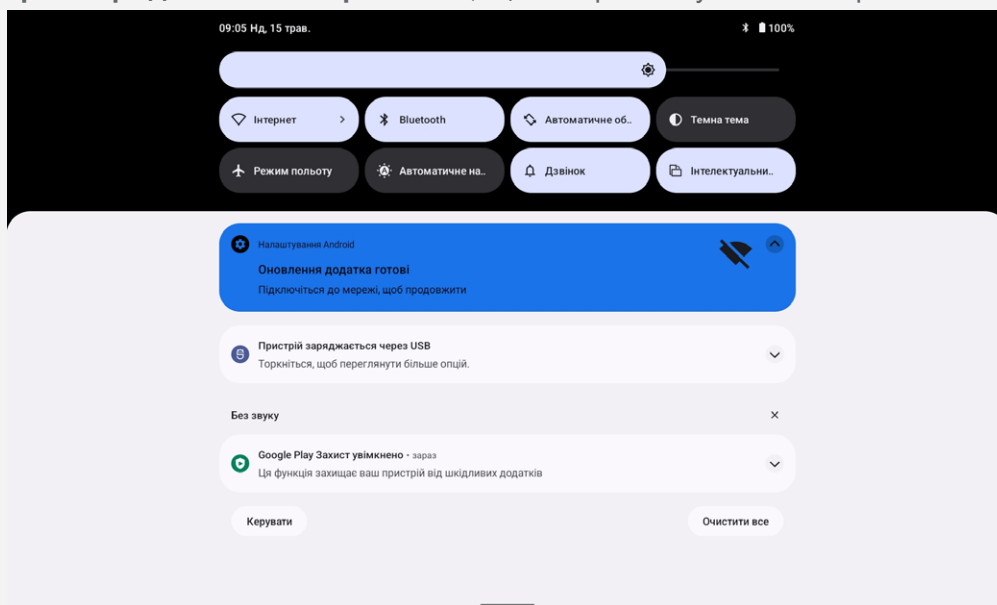 09:05 Нд, 15 трав.
100%
Інтернет
Bluetooth
Автоматичне об..
Темна тема
Режим польоту
Автоматичне на..
Дзвінок
Інтелектуальни..
Налаштування Android
Оновлення додатка готові
Підключіться до мережі, щоб продовжити
Пристрій заряджається через USB
Торкніться, щоб переглянути більше опцій.
Без звуку
Google Play Захист увімкнено • зараз
Ця функція захищає ваш пристрій від шкідливих додатків
Керувати
Очистити все